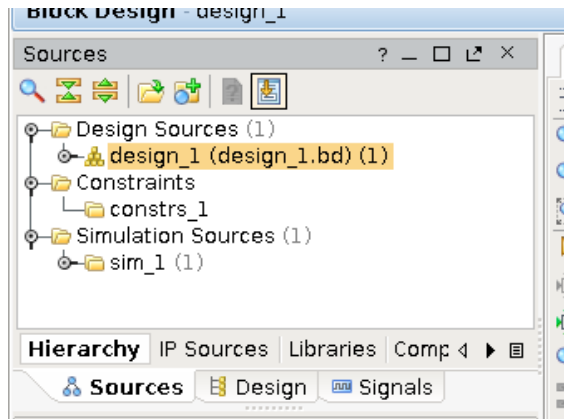 Block Design - design_1
Sources ? _ □ ×
Design Sources (1)
design_1 (design_1.bd) (1)
Constraints
constrs_1
Simulation Sources (1)
sim_1 (1)
Hierarchy IP Sources Libraries Comp
Sources Design Signals